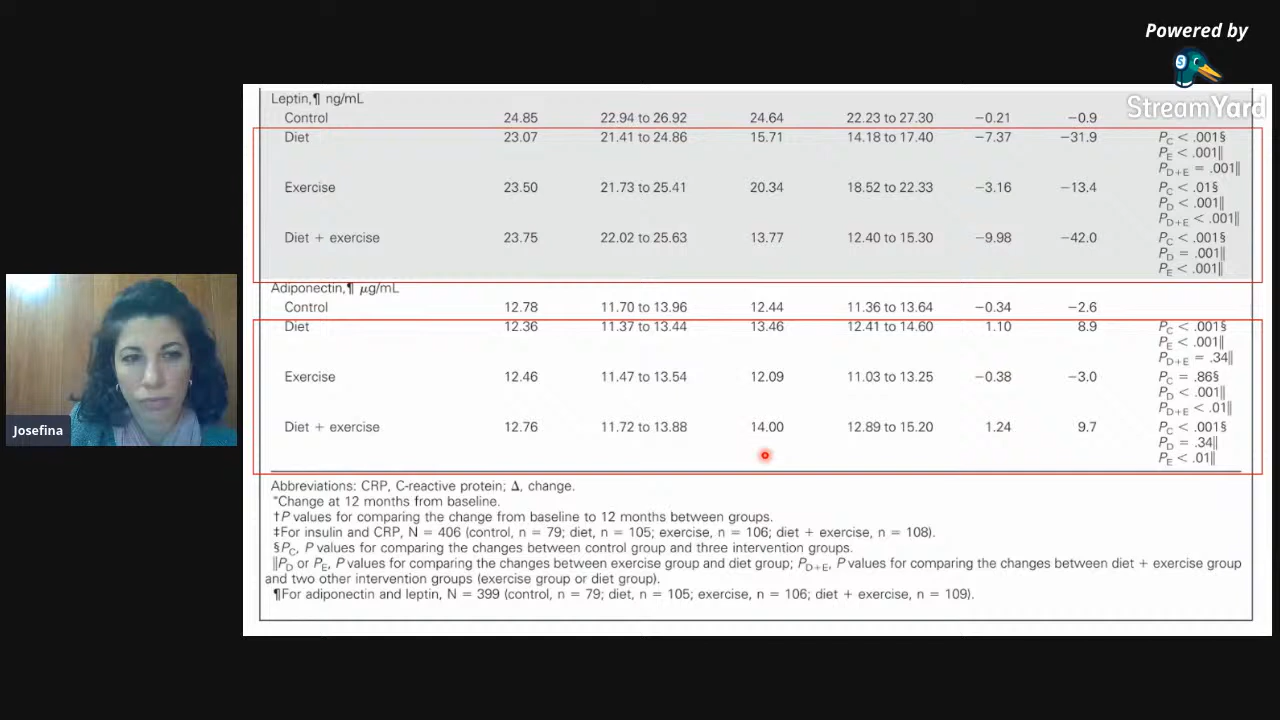 Powered by
StreamYard
Leptin,¶ ng/mL
Control 24.85 22.94 to 26.92 24.64 22.23 to 27.30 −0.21 −0.9
Diet 23.07 21.41 to 24.86 15.71 14.18 to 17.40 −7.37 −31.9 PC < .001§
PE < .001‖
PD+E = .001‖
Exercise 23.50 21.73 to 25.41 20.34 18.52 to 22.33 −3.16 −13.4 PC < .01§
PD < .001‖
PD+E < .001‖
Diet + exercise 23.75 22.02 to 25.63 13.77 12.40 to 15.30 −9.98 −42.0 PC < .001§
PD = .001‖
PE < .001‖
Adiponectin,¶ μg/mL
Control 12.78 11.70 to 13.96 12.44 11.36 to 13.64 −0.34 −2.6
Diet 12.36 11.37 to 13.44 13.46 12.41 to 14.60 1.10 8.9 PC < .001§
PE < .001‖
PD+E = .34‖
Exercise 12.46 11.47 to 13.54 12.09 11.03 to 13.25 −0.38 −3.0 PC = .86§
PD < .001‖
PD+E < .01‖
Diet + exercise 12.76 11.72 to 13.88 14.00 12.89 to 15.20 1.24 9.7 PC < .001§
PD = .34‖
PE < .01‖
Abbreviations: CRP, C-reactive protein; Δ, change.
*Change at 12 months from baseline.
†P values for comparing the change from baseline to 12 months between groups.
‡For insulin and CRP, N = 406 (control, n = 79; diet, n = 105; exercise, n = 106; diet + exercise, n = 108).
§PC, P values for comparing the changes between control group and three intervention groups.
‖PD or PE, P values for comparing the changes between exercise group and diet group; PD+E, P values for comparing the changes between diet + exercise group
and two other intervention groups (exercise group or diet group).
¶For adiponectin and leptin, N = 399 (control, n = 79; diet, n = 105; exercise, n = 106; diet + exercise, n = 109).
Josefina